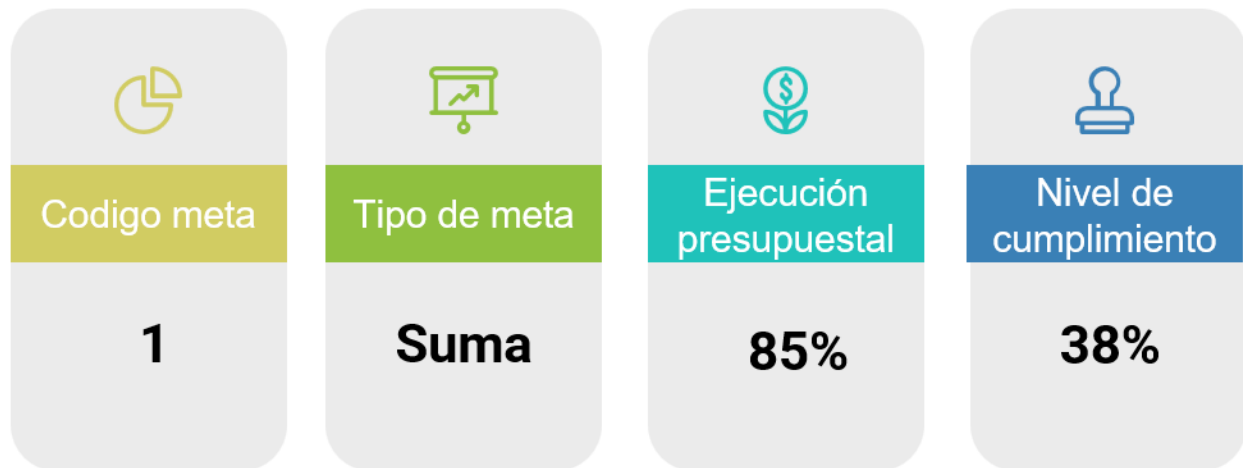 Codigo meta
1
Tipo de meta
Suma
Ejecución
presupuestal
85%
Nivel de
cumplimiento
38%